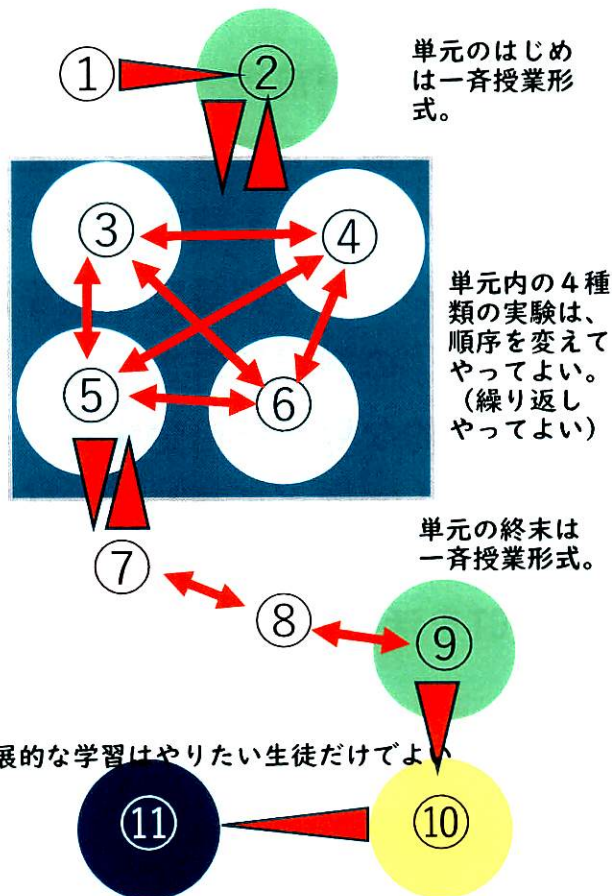 ① ②
単元のはじめ
は一斉授業形
式。
③ ④
単元内の4種
類の実験は、
順序を変えて
やってよい。
(繰り返し
やってよい)
⑤ ⑥
単元の終末は
一斉授業形式。
⑦
⑧
⑨
展的な学習はやりたい生徒だけでよい
⑪ ⑩